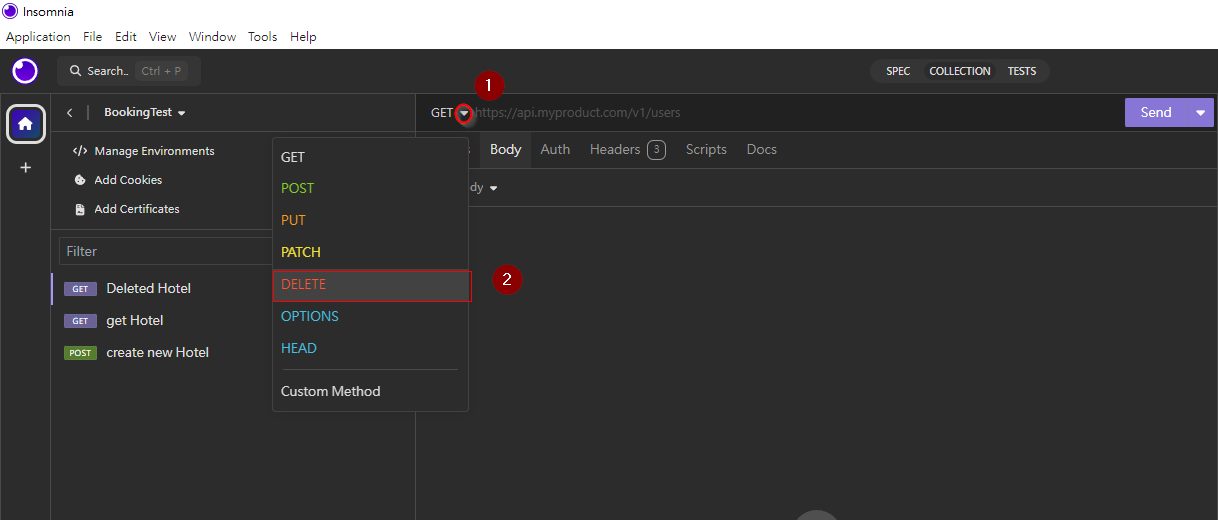 Insomnia
Application File Edit View Window Tools Help
Search.. Ctrl + P
SPEC COLLECTION TESTS
1
BookingTest
GET https://api.myproduct.com/v1/users
Send
Manage Environments
Add Cookies
Add Certificates
Body Auth Headers 3 Scripts Docs
dy
Filter
GET
POST
PUT
PATCH
DELETE
OPTIONS
HEAD
Custom Method
2
GET Deleted Hotel
GET get Hotel
POST create new Hotel